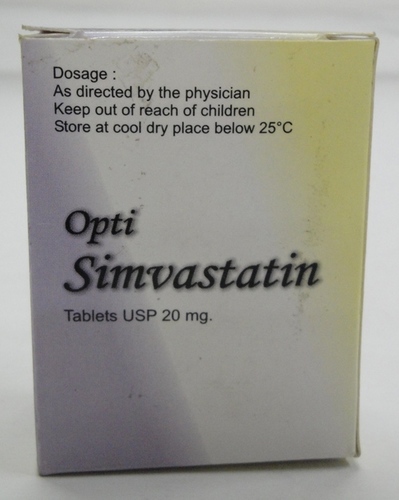 Dosage :
As directed by the physician
Keep out of reach of children
Store at cool dry place below 25°C
Opti
Simvastatin
Tablets USP 20 mg.